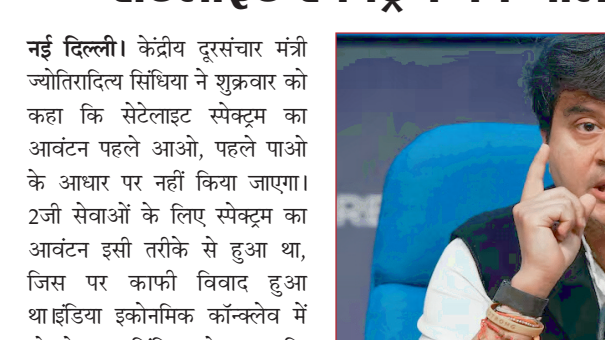 नई दिल्ली। केंद्रीय दूरसंचार मंत्री
ज्योतिरादित्य सिंधिया ने शुक्रवार को
कहा कि सेटेलाइट स्पेक्ट्रम का
आवंटन पहले आओ, पहले पाओ
के आधार पर नहीं किया जाएगा।
2जी सेवाओं के लिए स्पेक्ट्रम का
आवंटन इसी तरीके से हुआ था,
जिस पर काफी विवाद हुआ
था।इंडिया इकोनमिक कॉन्क्लेव में